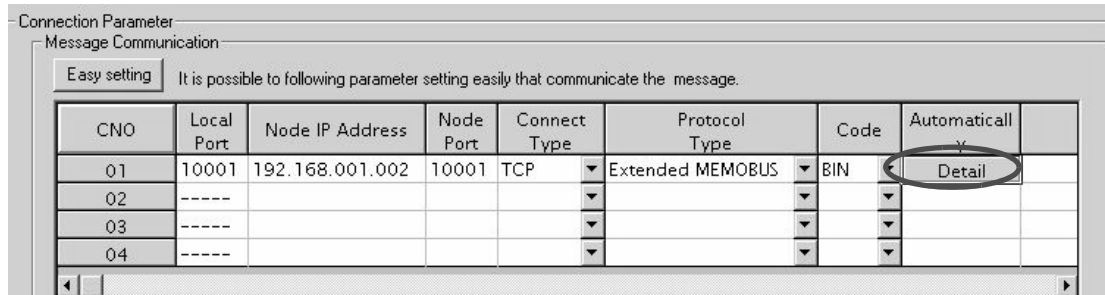 Connection Parameter
Message Communication
Easy setting It is possible to following parameter setting easily that communicate the message.
CNO Local Port Node IP Address Node Port Connect Type Protocol Type Code Automaticall y
01 10001 192.168.001.002 10001 TCP Extended MEMOBUS BIN Detail
02 -----
03 -----
04 -----